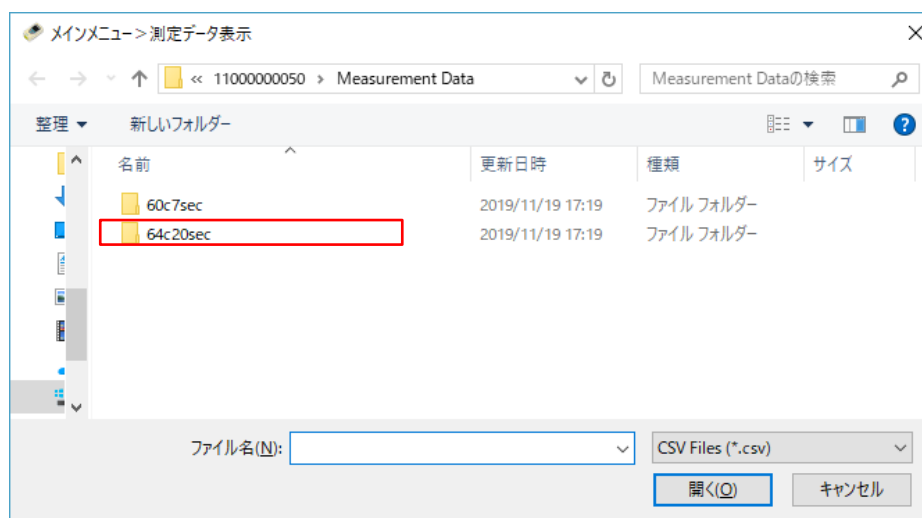 メインメニュー>測定データ表示
« 11000000050 › Measurement Data
Measurement Dataの検索
整理
新しいフォルダー
名前 更新日時 種類 サイズ
60c7sec 2019/11/19 17:19 ファイル フォルダー
64c20sec 2019/11/19 17:19 ファイル フォルダー
ファイル名(N):
CSV Files (*.csv)
開く(O)
キャンセル